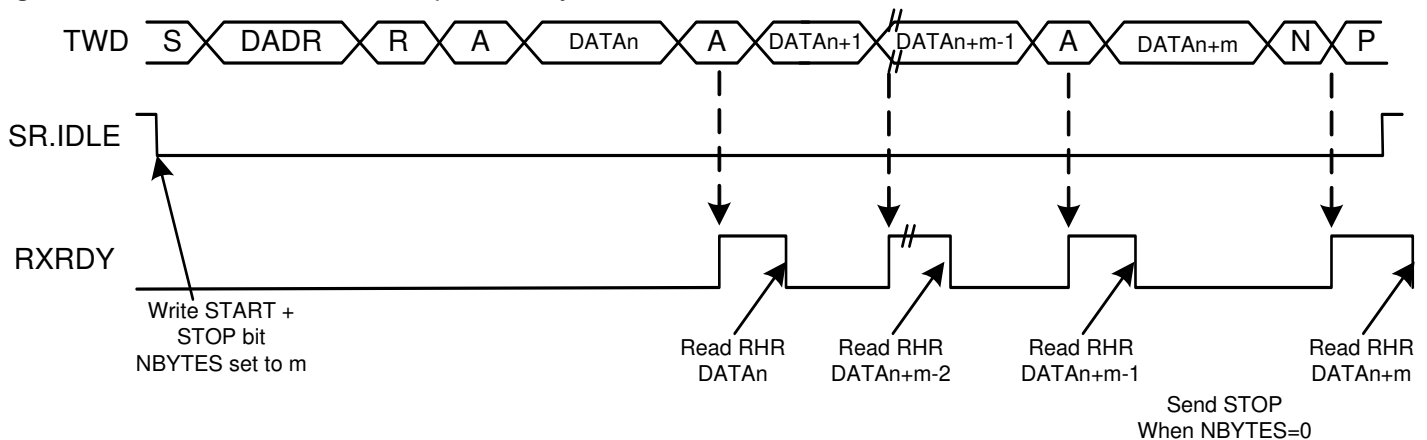 TWD S DADR R A DATAn A DATAn+1 DATAn+m-1 A DATAn+m N P
SR.IDLE
RXRDY
Write START +
STOP bit
NBYTES set to m
Read RHR
DATAn
Read RHR
DATAn+m-2
Read RHR
DATAn+m-1
Read RHR
DATAn+m
Send STOP
When NBYTES=0